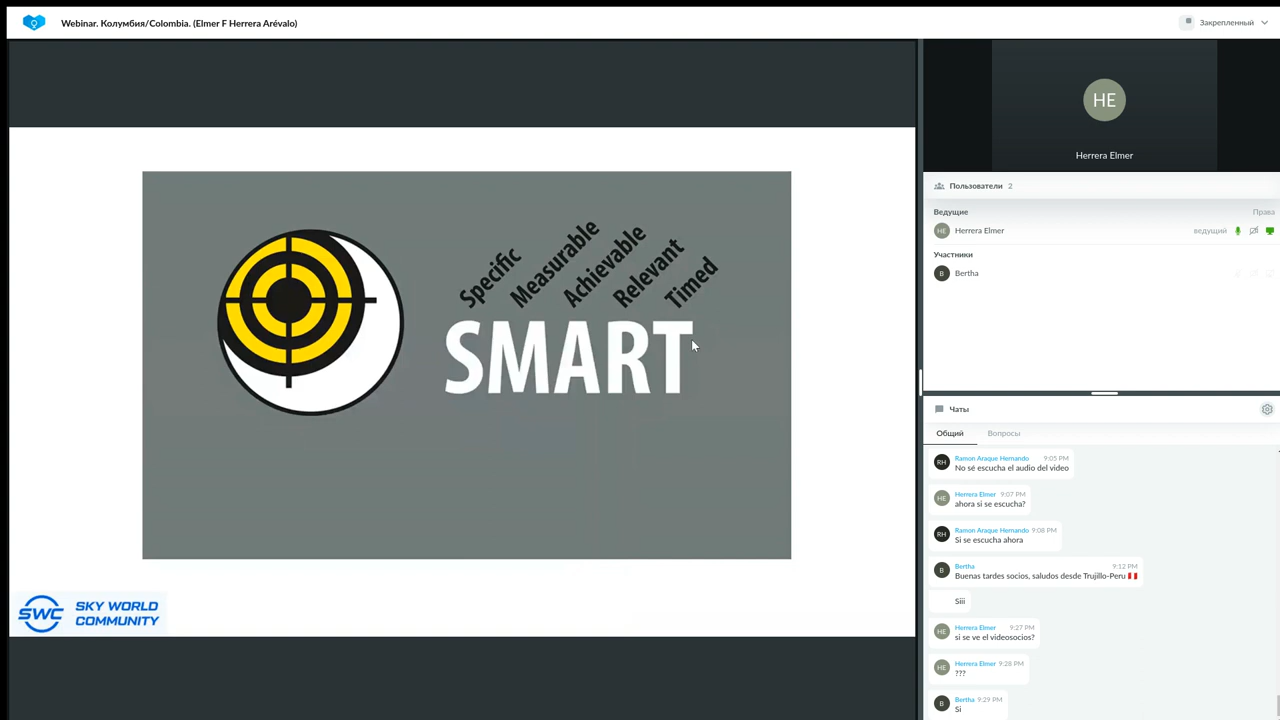 Webinar. Колумбия/Colombia. (Elmer F Herrera Arévalo)
Закрепленный
Specific
Measurable
Achievable
Relevant
Timed
SMART
SWC
SKY WORLD
COMMUNITY
HE
Herrera Elmer
Пользователи 2
Ведущие Права
HE Herrera Elmer ведущий
Участники
B Bertha
Чаты
Общий Вопросы
RH Ramon Araque Hernando 9:05 PM
No sé escucha el audio del video
HE Herrera Elmer 9:07 PM
ahora si se escucha?
RH Ramon Araque Hernando 9:08 PM
Si se escucha ahora
B Bertha 9:12 PM
Buenas tardes socios, saludos desde Trujillo-Peru 🇵🇪
Siii
HE Herrera Elmer 9:27 PM
si se ve el videosocios?
HE Herrera Elmer 9:28 PM
???
B Bertha 9:29 PM
Si